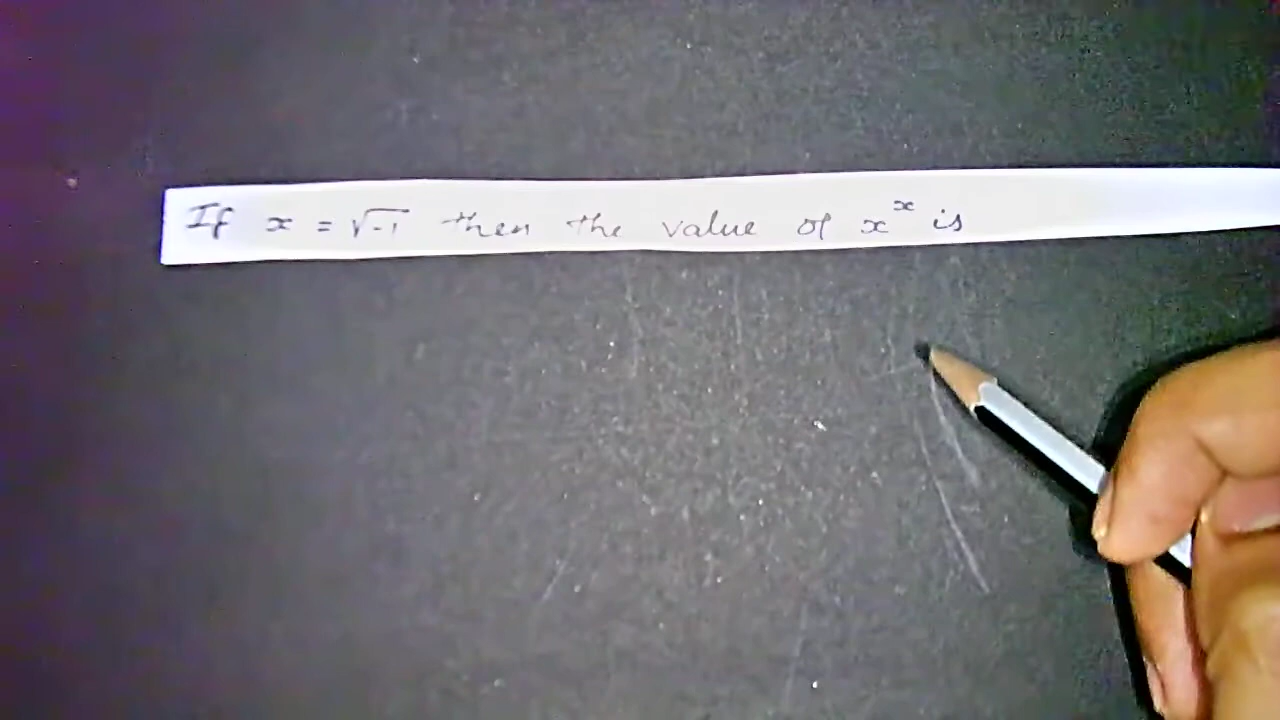 If x = √-1 then the value of x^x is